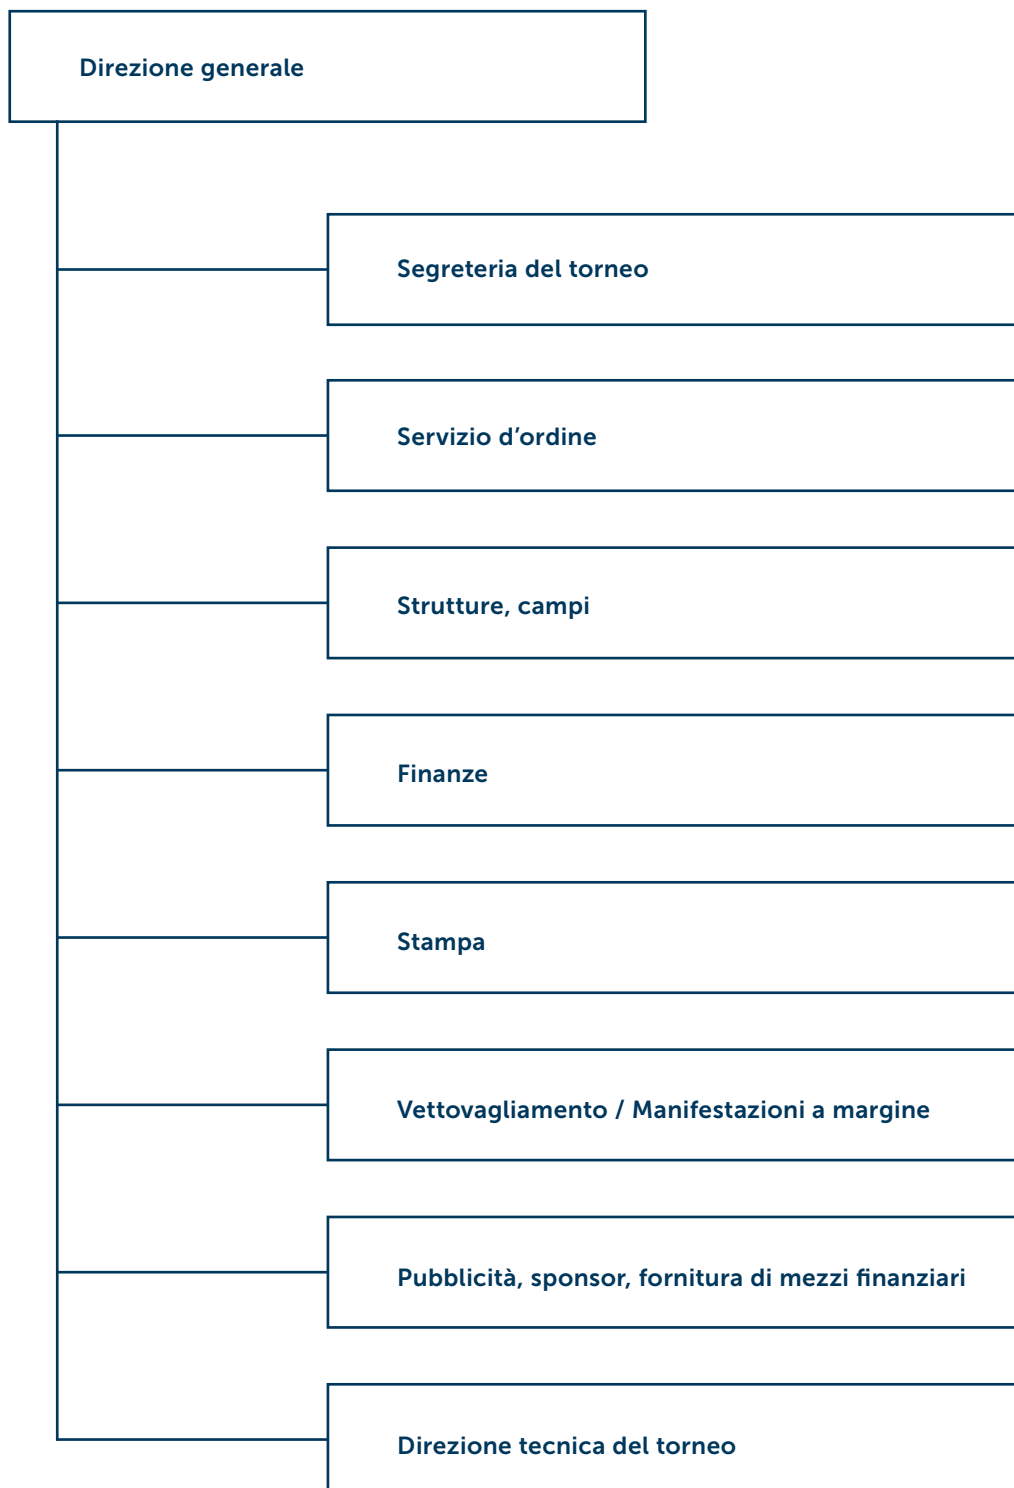 Direzione generale
Segreteria del torneo
Servizio d’ordine
Strutture, campi
Finanze
Stampa
Vettovagliamento / Manifestazioni a margine
Pubblicità, sponsor, fornitura di mezzi finanziari
Direzione tecnica del torneo